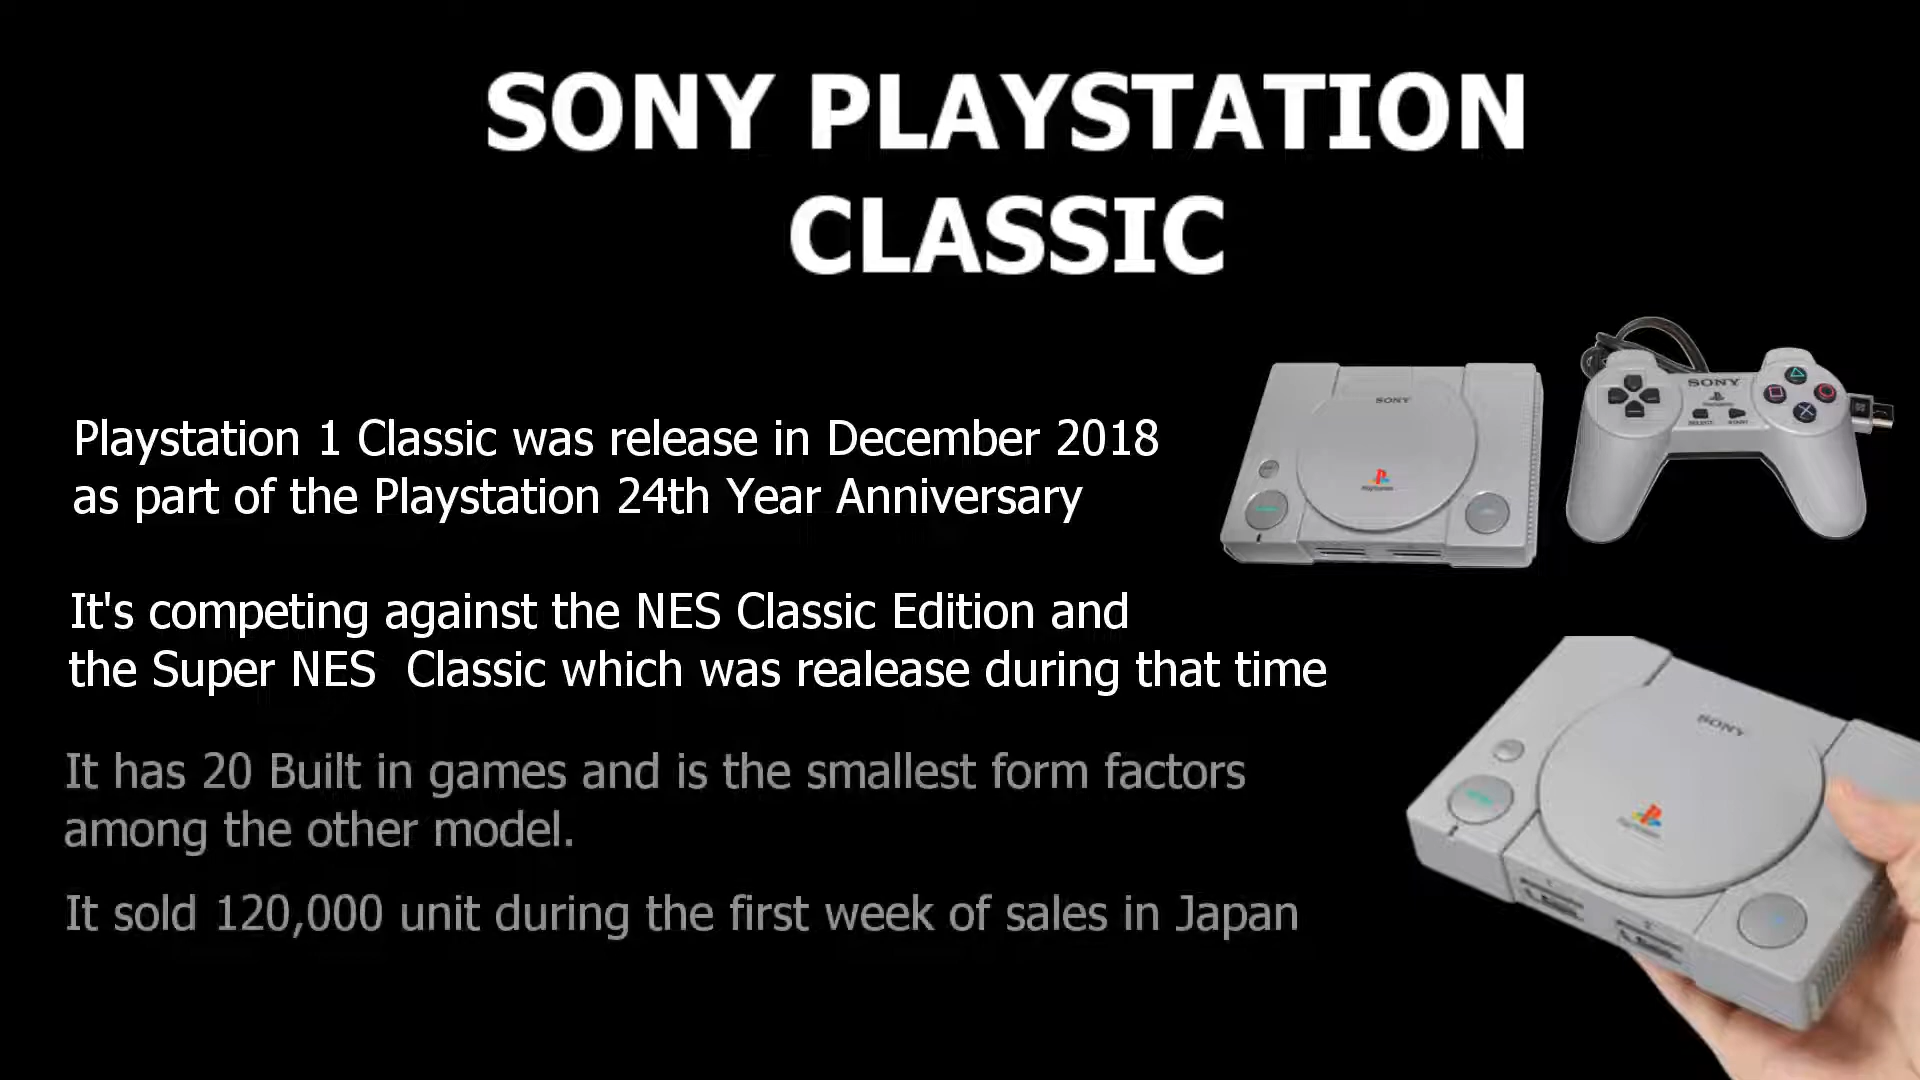 SONY PLAYSTATION
CLASSIC
Playstation 1 Classic was release in December 2018
as part of the Playstation 24th Year Anniversary
It's competing against the NES Classic Edition and
the Super NES  Classic which was realease during that time
It has 20 Built in games and is the smallest form factors
among the other model.
It sold 120,000 unit during the first week of sales in Japan
SONY
SONY
SELECT START
SONY